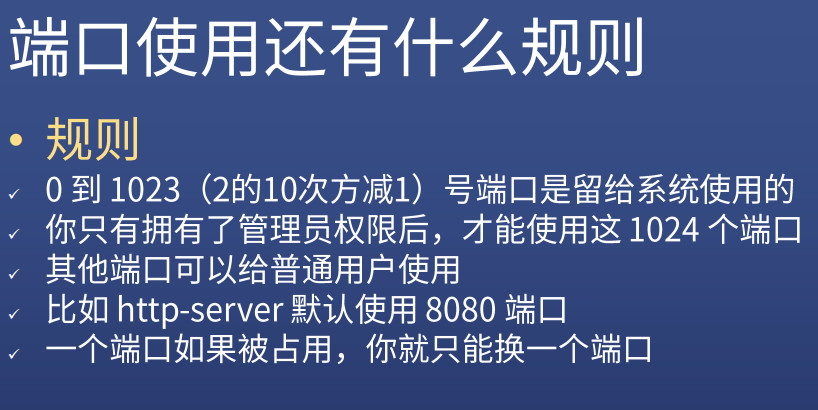 端口使用还有什么规则
• 规则
✓ 0 到 1023（2的10次方减1）号端口是留给系统使用的
✓ 你只有拥有了管理员权限后，才能使用这 1024 个端口
✓ 其他端口可以给普通用户使用
✓ 比如 http-server 默认使用 8080 端口
✓ 一个端口如果被占用，你就只能换一个端口